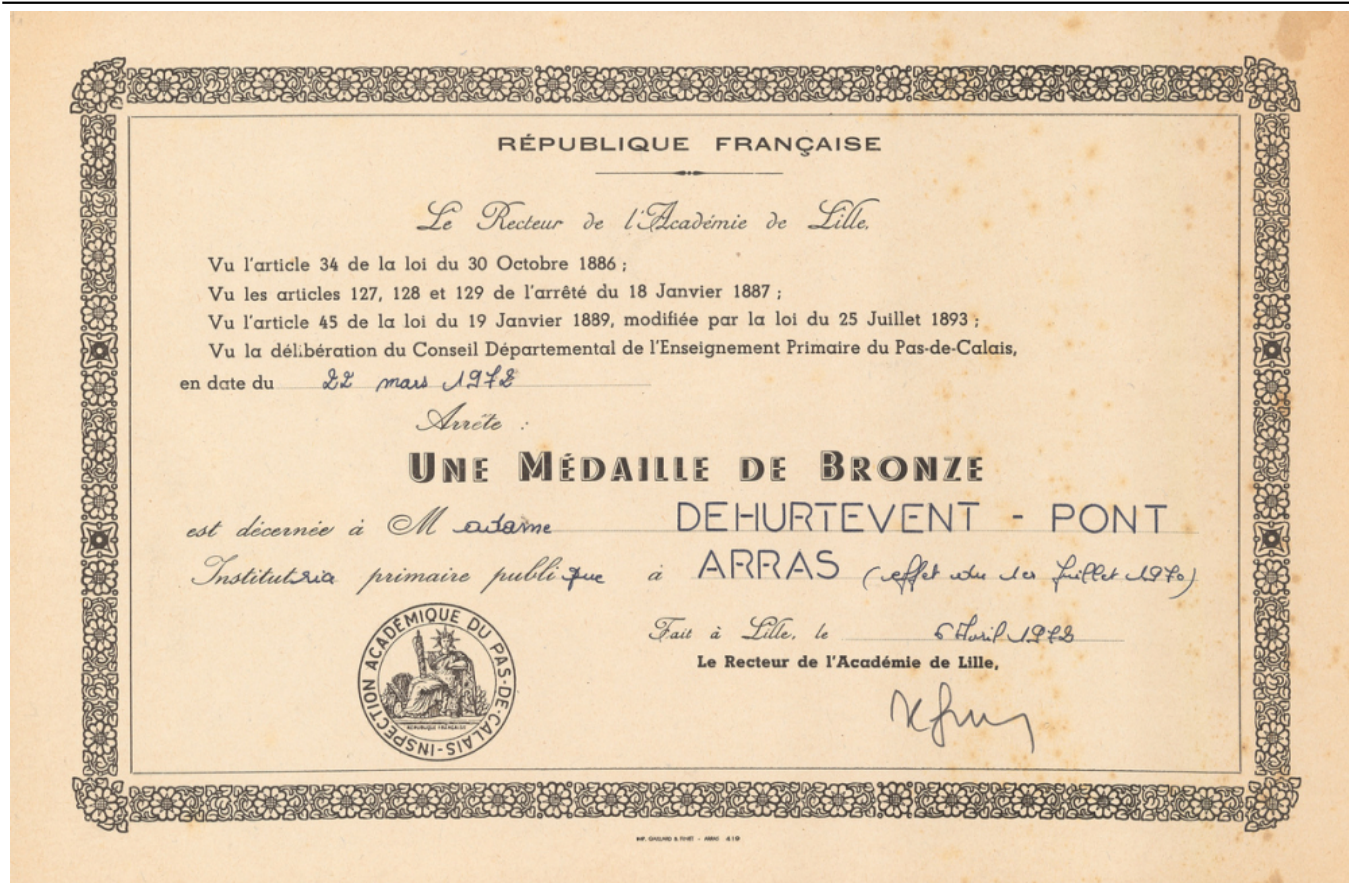 RÉPUBLIQUE FRANÇAISE
Le Recteur de l'Académie de Lille,
Vu l'article 34 de la loi du 30 Octobre 1886 ;
Vu les articles 127, 128 et 129 de l'arrêté du 18 Janvier 1887 ;
Vu l'article 45 de la loi du 19 Janvier 1889, modifiée par la loi du 25 Juillet 1893 ;
Vu la délibération du Conseil Départemental de l'Enseignement Primaire du Pas-de-Calais,
en date du 22 mars 1972
Arrête :
UNE MÉDAILLE DE BRONZE
est décernée à Madame DEHURTEVENT - PONT
Institutrice primaire publique à ARRAS (effet du 1er juillet 1970)
Fait à Lille, le 6 Avril 1972
Le Recteur de l'Académie de Lille,
INSPECTION ACADÉMIQUE DU PAS-DE-CALAIS
RÉPUBLIQUE FRANÇAISE
ARRAS